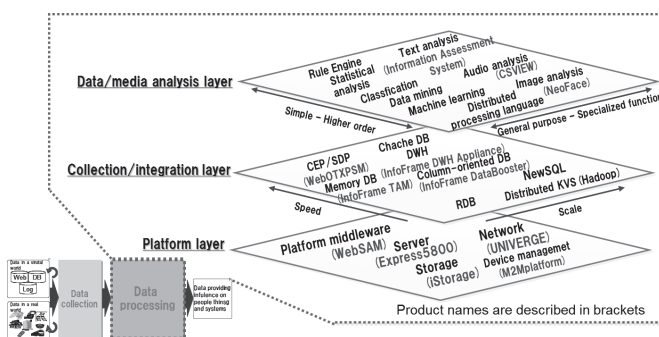 Data/media analysis layer
Rule Engine
Text analysis
(Information Assessment
System)
Statistical
analysis
Classfication
Audio analysis
(CSVIEW)
Data mining
Image analysis
(NeoFace)
Machine learning
Distributed
processing language
Simple – Higher order
General purpose – Specialized function
Collection/integration layer
Chache DB
CEP/SDP
(WebOTXPSM)
DWH
(InfoFrame DWH Appliance)
Memory DB
(InfoFrame TAM)
Column-oriented DB
(InfoFrame DataBooster)
NewSQL
RDB
Distributed KVS (Hadoop)
Speed
Scale
Platform layer
Platform middleware
(WebSAM)
Server
(Express5800)
Network
(UNIVERGE)
Storage
(iStorage)
Device managemet
(M2Mplatform)
Data in a virutal
world
Web
DB
Log
Data in a real
world
Data
collection
Data
processing
Data providing
infulence on
people thinsg
and systems
Product names are described in brackets